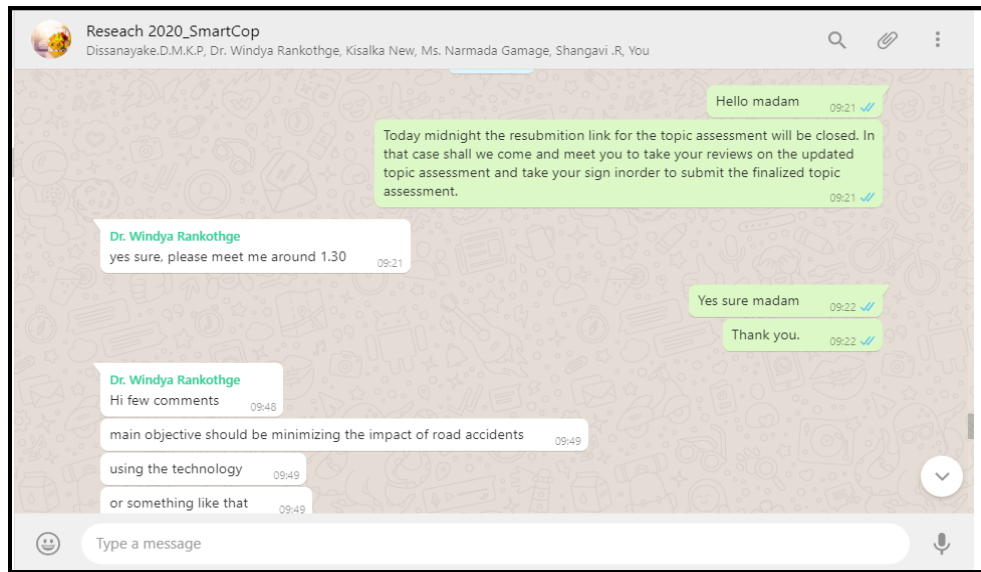 Reseach 2020_SmartCop
Dissanayake.D.M.K.P, Dr. Windya Rankothge, Kisalka New, Ms. Narmada Gamage, Shangavi .R, You
Hello madam
09:21
Today midnight the resubmition link for the topic assessment will be closed. In
that case shall we come and meet you to take your reviews on the updated
topic assessment and take your sign inorder to submit the finalized topic
assessment.
09:21
Dr. Windya Rankothge
yes sure, please meet me around 1.30
09:21
Yes sure madam
09:22
Thank you.
09:22
Dr. Windya Rankothge
Hi few comments
09:48
main objective should be minimizing the impact of road accidents
09:49
using the technology
09:49
or something like that
09:49
Type a message